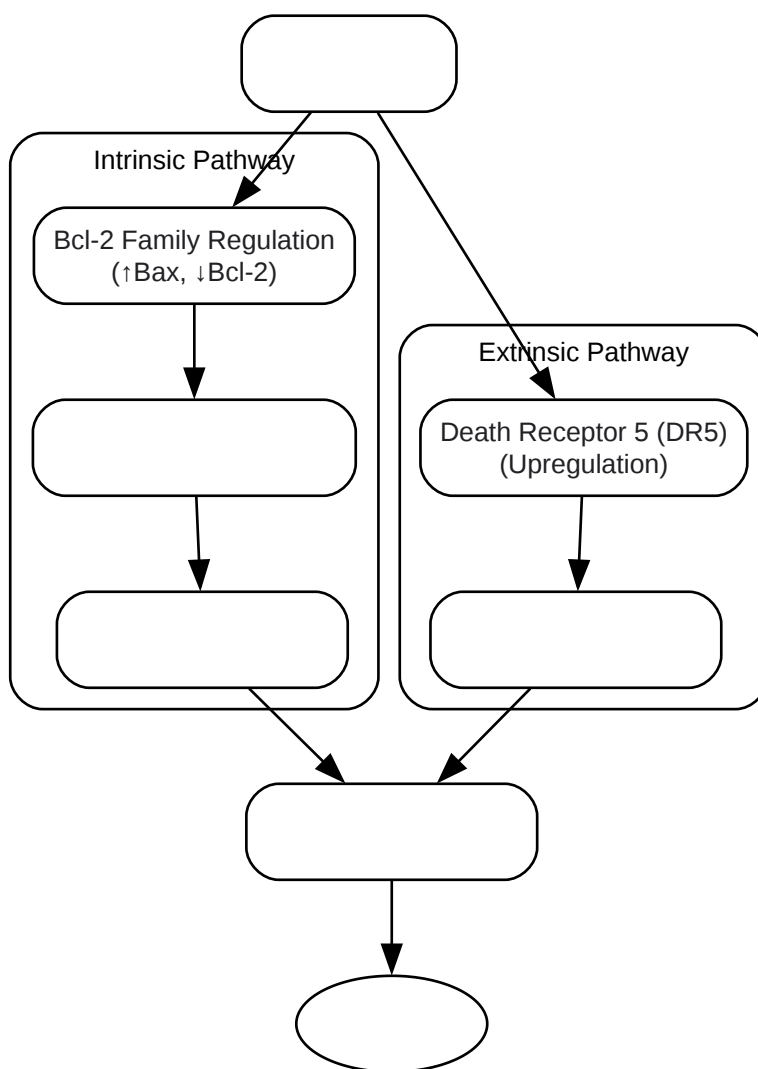 Intrinsic Pathway
Bcl-2 Family Regulation
(↑Bax, ↓Bcl-2)
Extrinsic Pathway
Death Receptor 5 (DR5)
(Upregulation)